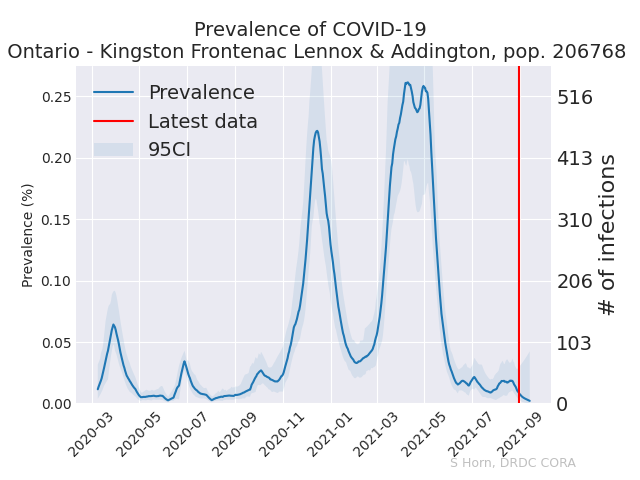 Prevalence of COVID-19
Ontario - Kingston Frontenac Lennox & Addington, pop. 206768
Prevalence
Latest data
95CI
Prevalence (%)
0.25
0.20
0.15
0.10
0.05
0.00
516
413
310
206
103
0
# of infections
2020-03
2020-05
2020-07
2020-09
2020-11
2021-01
2021-03
2021-05
2021-07
2021-09
S Horn, DRDC CORA